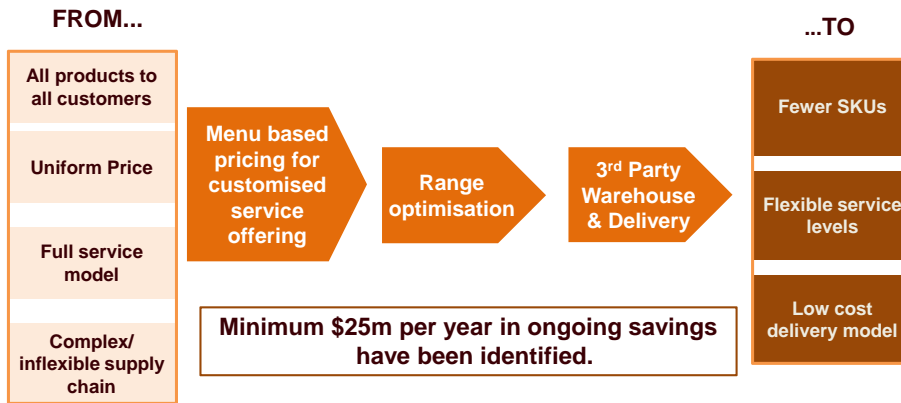 FROM...
...TO
All products to
all customers
Uniform Price
Full service
model
Complex/
inflexible supply
chain
Menu based
pricing for
customised
service
offering
Range
optimisation
3rd Party
Warehouse
& Delivery
Fewer SKUs
Flexible service
levels
Low cost
delivery model
Minimum $25m per year in ongoing savings
have been identified.